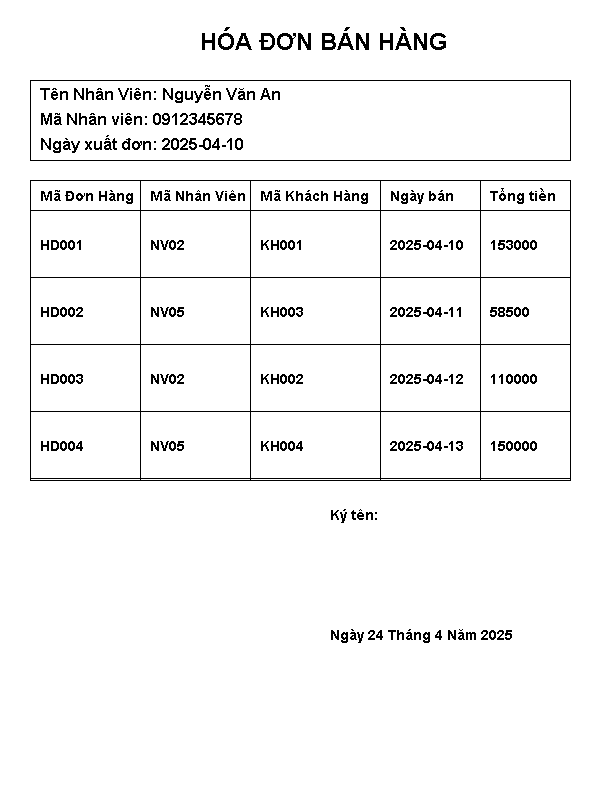 HÓA ĐƠN BÁN HÀNG
Tên Nhân Viên: Nguyễn Văn An
Mã Nhân viên: 0912345678
Ngày xuất đơn: 2025-04-10
Mã Đơn Hàng Mã Nhân Viên Mã Khách Hàng Ngày bán Tổng tiền
HD001 NV02 KH001 2025-04-10 153000
HD002 NV05 KH003 2025-04-11 58500
HD003 NV02 KH002 2025-04-12 110000
HD004 NV05 KH004 2025-04-13 150000
Ký tên:
Ngày 24 Tháng 4 Năm 2025